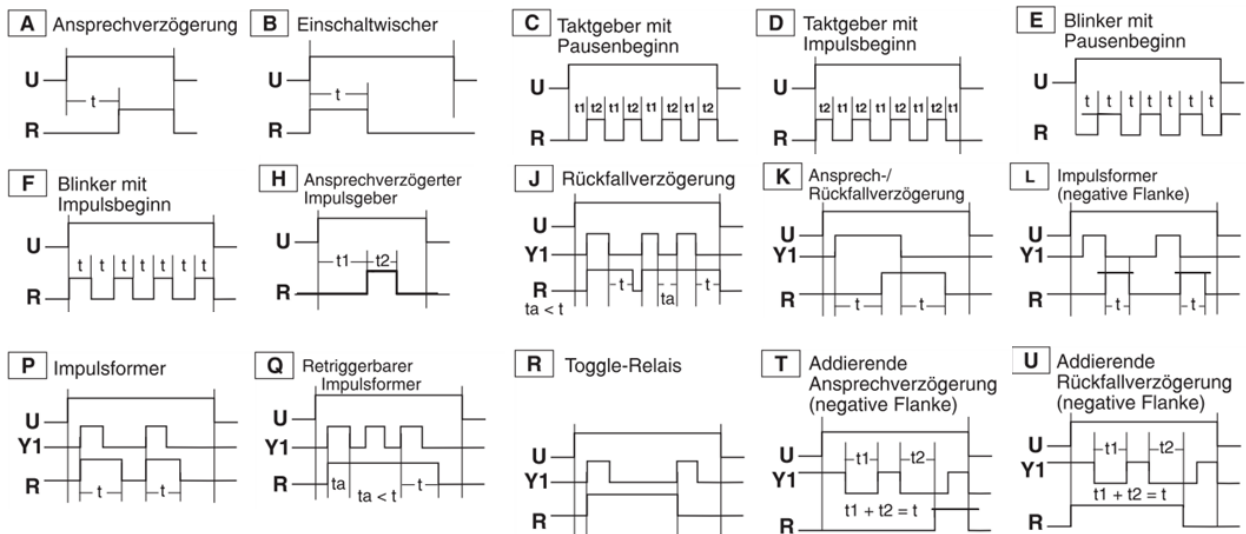 A Ansprechverzögerung
U
t
R
B Einschaltwischer
t
C Taktgeber mit
Pausenbeginn
U
t1 t2 t1 t2 t1 t1 t2
R
D Taktgeber mit
Impulsbeginn
U
t2 t1 t2 t1 t2 t2 t1
R
E Blinker mit
Pausenbeginn
U
t t t t t t
R
F Blinker mit
Impulsbeginn
U
t t t t t t t
R
H Ansprechverzögerter
Impulsgeber
U
t1 t2
R
J Rückfallverzögerung
U
Y1
R
t ta t
ta < t
K Ansprech-/
Rückfallverzögerung
U
Y1
R
t t
L Impulsformer
(negative Flanke)
U
Y1
R
t t
P Impulsformer
U
Y1
R
t t
Q Retriggerbarer
Impulsformer
U
Y1
R
ta ta < t t
R Toggle-Relais
U
Y1
R
T Addierende
Ansprechverzögerung
(negative Flanke)
U
t1 t2
Y1
t1 + t2 = t
R
U Addierende
Rückfallverzögerung
(negative Flanke)
U
t1 t2
Y1
t1 + t2 = t
R